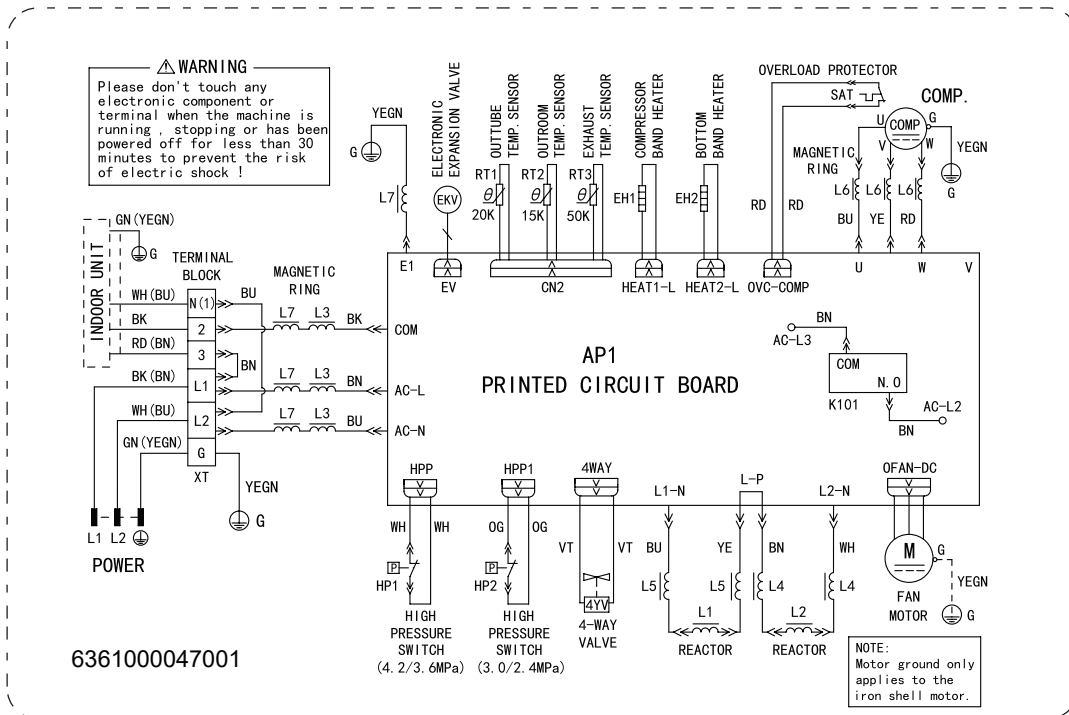 WARNING
Please don't touch any
electronic component or
terminal when the machine is
running , stopping or has been
powered off for less than 30
minutes to prevent the risk
of electric shock !
YEGN
G
L7
ELECTRONIC
EXPANSION VALVE
EKV
OUTTUBE
TEMP. SENSOR
RT1
θ
20K
OUTROOM
TEMP. SENSOR
RT2
θ
15K
EXHAUST
TEMP. SENSOR
RT3
θ
50K
COMPRESSOR
BAND HEATER
EH1
BOTTOM
BAND HEATER
EH2
OVERLOAD PROTECTOR
SAT
RD
RD
COMP.
COMP
U
V
W
G
YEGN
G
MAGNETIC
RING
L6
L6
L6
BU
YE
RD
E1
EV
CN2
HEAT1-L
HEAT2-L
OVC-COMP
U
W
V
INDOOR UNIT
GN(YEGN)
G
TERMINAL
BLOCK
MAGNETIC
RING
WH(BU)
N(1)
BU
BK
2
L7
L3
BK
COM
RD(BN)
3
BN
BK(BN)
L1
L7
L3
BN
AC-L
WH(BU)
L2
L7
L3
BU
AC-N
GN(YEGN)
G
XT
YEGN
G
L1
L2
POWER
AP1
PRINTED CIRCUIT BOARD
BN
AC-L3
COM
N.O
K101
AC-L2
BN
HPP
HPP1
4WAY
L1-N
L-P
L2-N
OFAN-DC
WH
WH
P
HP1
HIGH
PRESSURE
SWITCH
(4.2/3.6MPa)
OG
OG
P
HP2
HIGH
PRESSURE
SWITCH
(3.0/2.4MPa)
VT
VT
4YV
4-WAY
VALVE
BU
YE
BN
WH
L5
L5
L4
L4
L1
REACTOR
L2
REACTOR
M
G
YEGN
G
FAN
MOTOR
NOTE:
Motor ground only
applies to the
iron shell motor.
6361000047001